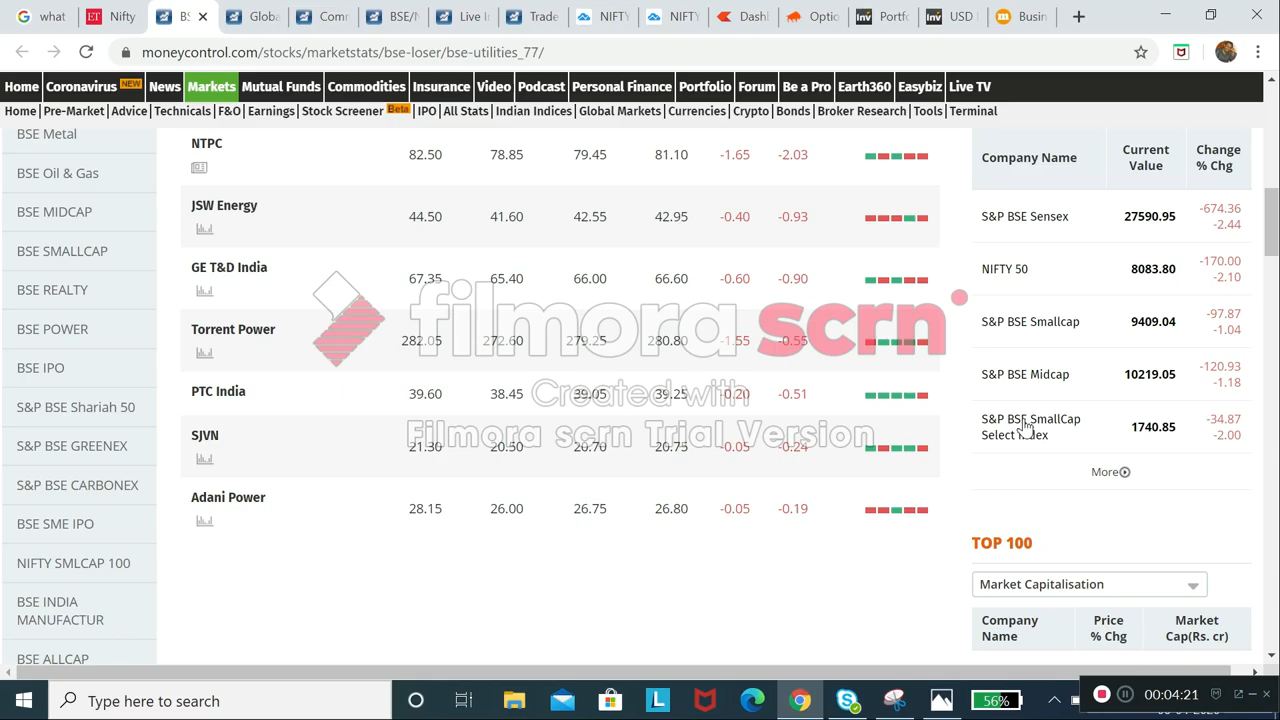 what
Nifty
BS
Globa
Comm
BSE/N
Live I
Trade
NIFTY
NIFTY
Dash
Optio
Portfo
USD
Busin
moneycontrol.com/stocks/marketstats/bse-loser/bse-utilities_77/
Home Coronavirus NEW News Markets Mutual Funds Commodities Insurance Video Podcast Personal Finance Portfolio Forum Be a Pro Earth360 Easybiz Live TV
Home Pre-Market Advice Technicals F&O Earnings Stock Screener Beta IPO All Stats Indian Indices Global Markets Currencies Crypto Bonds Broker Research Tools Terminal
BSE Metal
BSE Oil & Gas
BSE MIDCAP
BSE SMALLCAP
BSE REALTY
BSE POWER
BSE IPO
S&P BSE Shariah 50
S&P BSE GREENEX
S&P BSE CARBONEX
BSE SME IPO
NIFTY SMLCAP 100
BSE INDIA
MANUFACTUR
BSE ALLCAP
NTPC 82.50 78.85 79.45 81.10 -1.65 -2.03
JSW Energy 44.50 41.60 42.55 42.95 -0.40 -0.93
GE T&D India 67.35 65.40 66.00 66.60 -0.60 -0.90
Torrent Power 282.05 272.60 279.25 280.80 -1.55 -0.55
PTC India 39.60 38.45 39.05 39.25 -0.20 -0.51
SJVN 21.30 20.50 20.70 20.75 -0.05 -0.24
Adani Power 28.15 26.00 26.75 26.80 -0.05 -0.19
filmora scrn
Created with
Filmora scrn Trial Version
Company Name Current Value Change % Chg
S&P BSE Sensex 27590.95 -674.36 -2.44
NIFTY 50 8083.80 -170.00 -2.10
S&P BSE Smallcap 9409.04 -97.87 -1.04
S&P BSE Midcap 10219.05 -120.93 -1.18
S&P BSE SmallCap Select Index 1740.85 -34.87 -2.00
More
TOP 100
Market Capitalisation
Company Name Price % Chg Market Cap(Rs. cr)
Type here to search
56%
00:04:21